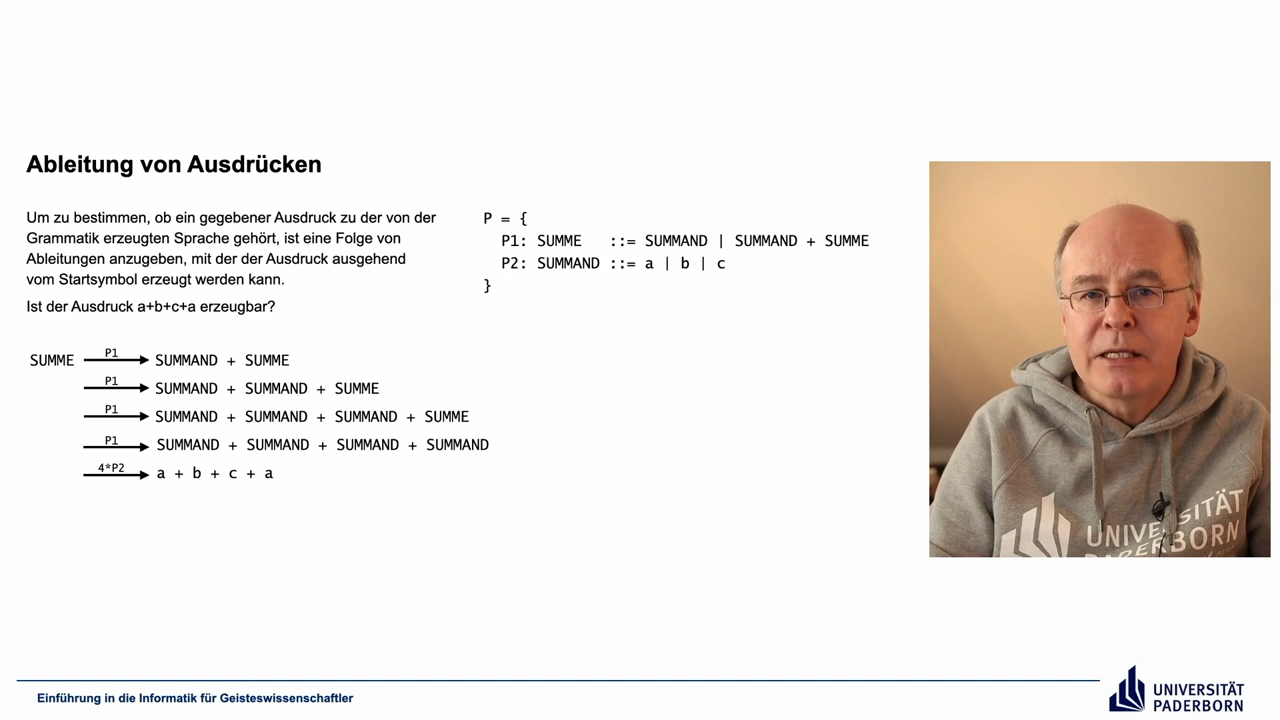 Ableitung von Ausdrücken
Um zu bestimmen, ob ein gegebener Ausdruck zu der von der
Grammatik erzeugten Sprache gehört, ist eine Folge von
Ableitungen anzugeben, mit der der Ausdruck ausgehend
vom Startsymbol erzeugt werden kann.
Ist der Ausdruck a+b+c+a erzeugbar?
P = {
P1: SUMME ::= SUMMAND | SUMMAND + SUMME
P2: SUMMAND ::= a | b | c
}
SUMME P1 SUMMAND + SUMME
P1 SUMMAND + SUMMAND + SUMME
P1 SUMMAND + SUMMAND + SUMMAND + SUMME
P1 SUMMAND + SUMMAND + SUMMAND + SUMMAND
4*P2 a + b + c + a
UNIVERSITÄT
PADERBORN
Einführung in die Informatik für Geisteswissenschaftler
UNIVERSITÄT
PADERBORN